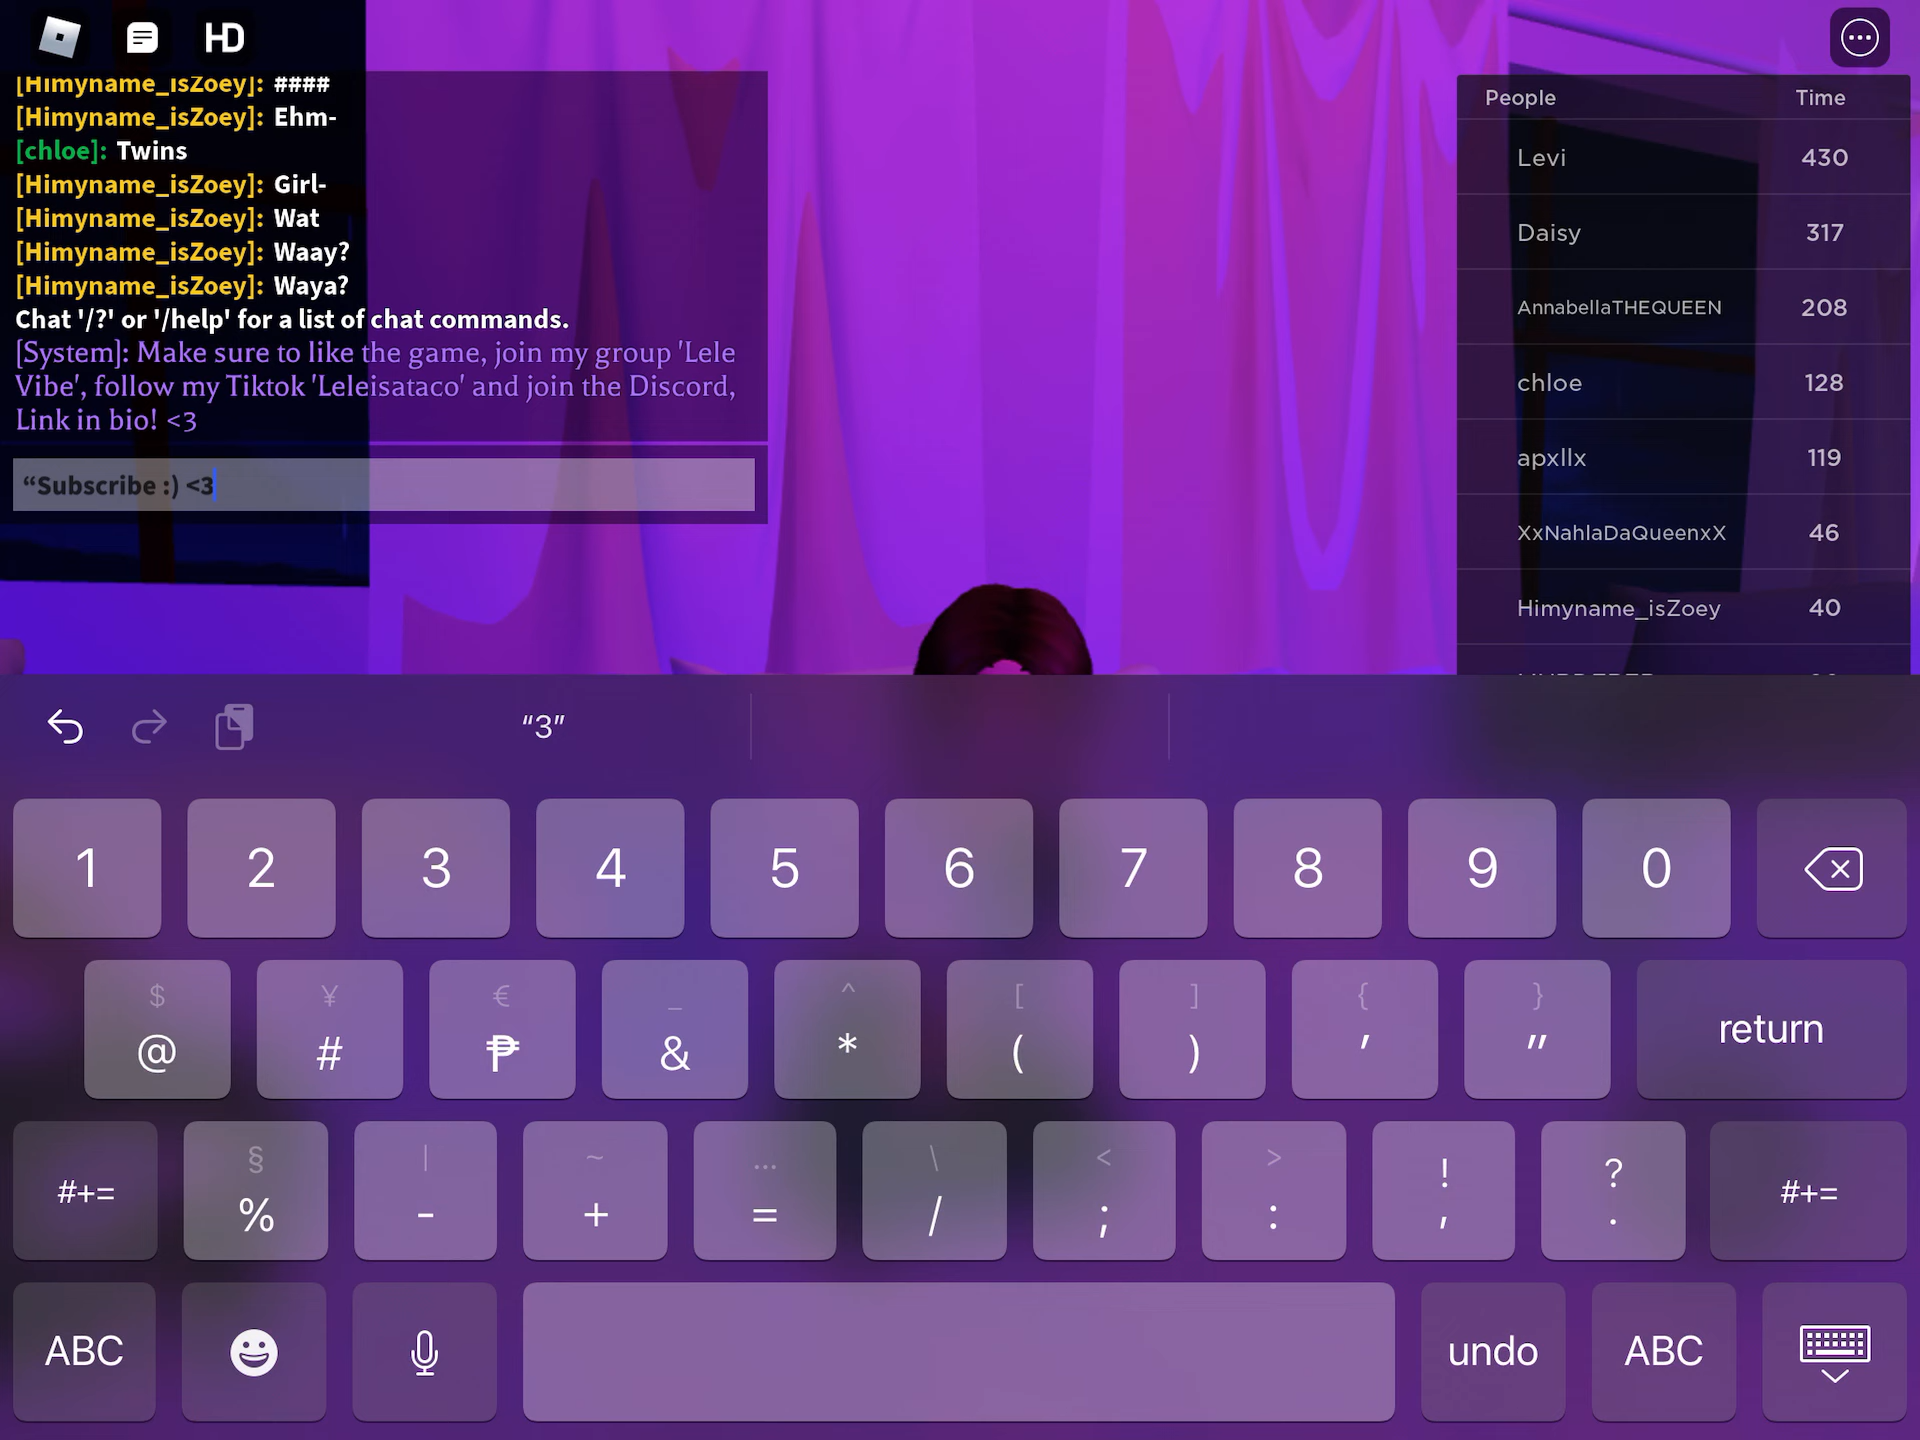 HD
[Himyname_isZoey]: ####
[Himyname_isZoey]: Ehm-
[chloe]: Twins
[Himyname_isZoey]: Girl-
[Himyname_isZoey]: Wat
[Himyname_isZoey]: Waay?
[Himyname_isZoey]: Waya?
Chat '/?' or '/help' for a list of chat commands.
[System]: Make sure to like the game, join my group 'Lele
Vibe', follow my Tiktok 'Leleisataco' and join the Discord,
Link in bio! <3
“Subscribe :) <3
People Time
Levi 430
Daisy 317
AnnabellaTHEQUEEN 208
chloe 128
apxllx 119
XxNahlaDaQueenxX 46
Himyname_isZoey 40
“3”
1 2 3 4 5 6 7 8 9 0
$ ¥ € _ ^ [ ] { }
@ # ₱ & * ( ) ' " return
§ | ~ … \ < > ! ?
#+= % - + = / ; : , . #+=
ABC undo ABC